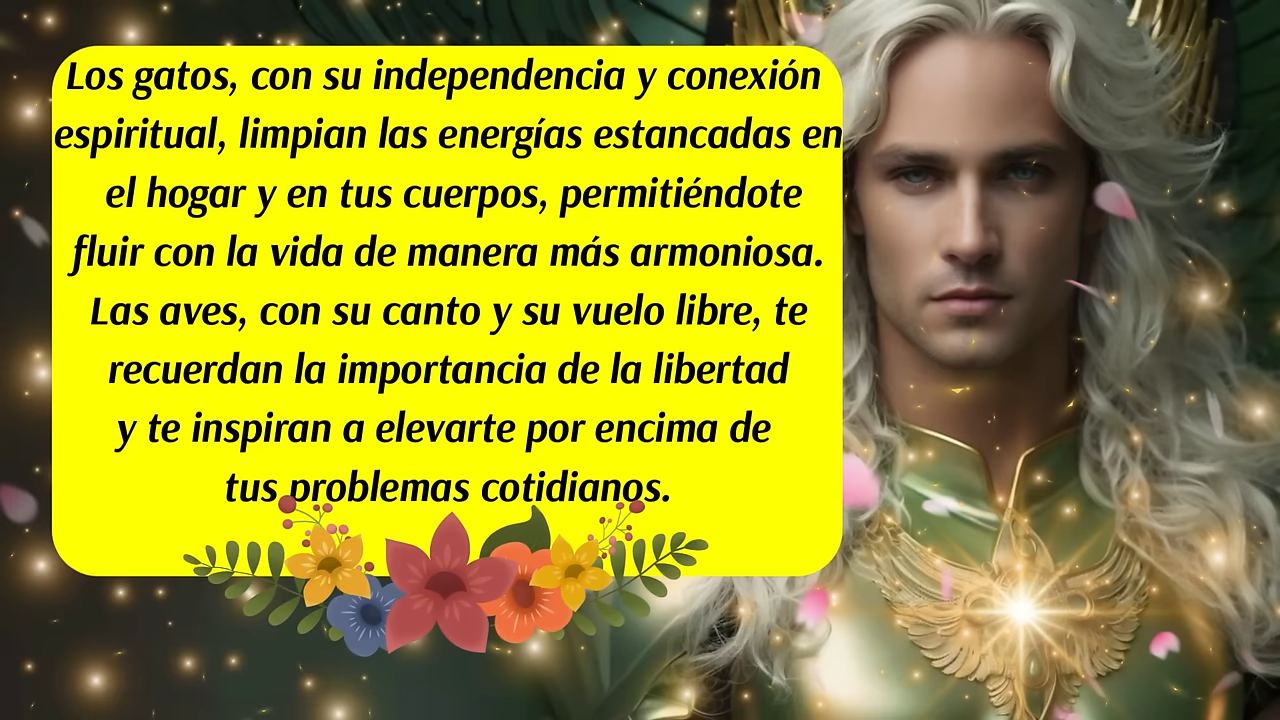 Los gatos, con su independencia y conexión
espiritual, limpian las energías estancadas en
el hogar y en tus cuerpos, permitiéndote
fluir con la vida de manera más armoniosa.
Las aves, con su canto y su vuelo libre, te
recuerdan la importancia de la libertad
y te inspiran a elevarte por encima de
tus problemas cotidianos.